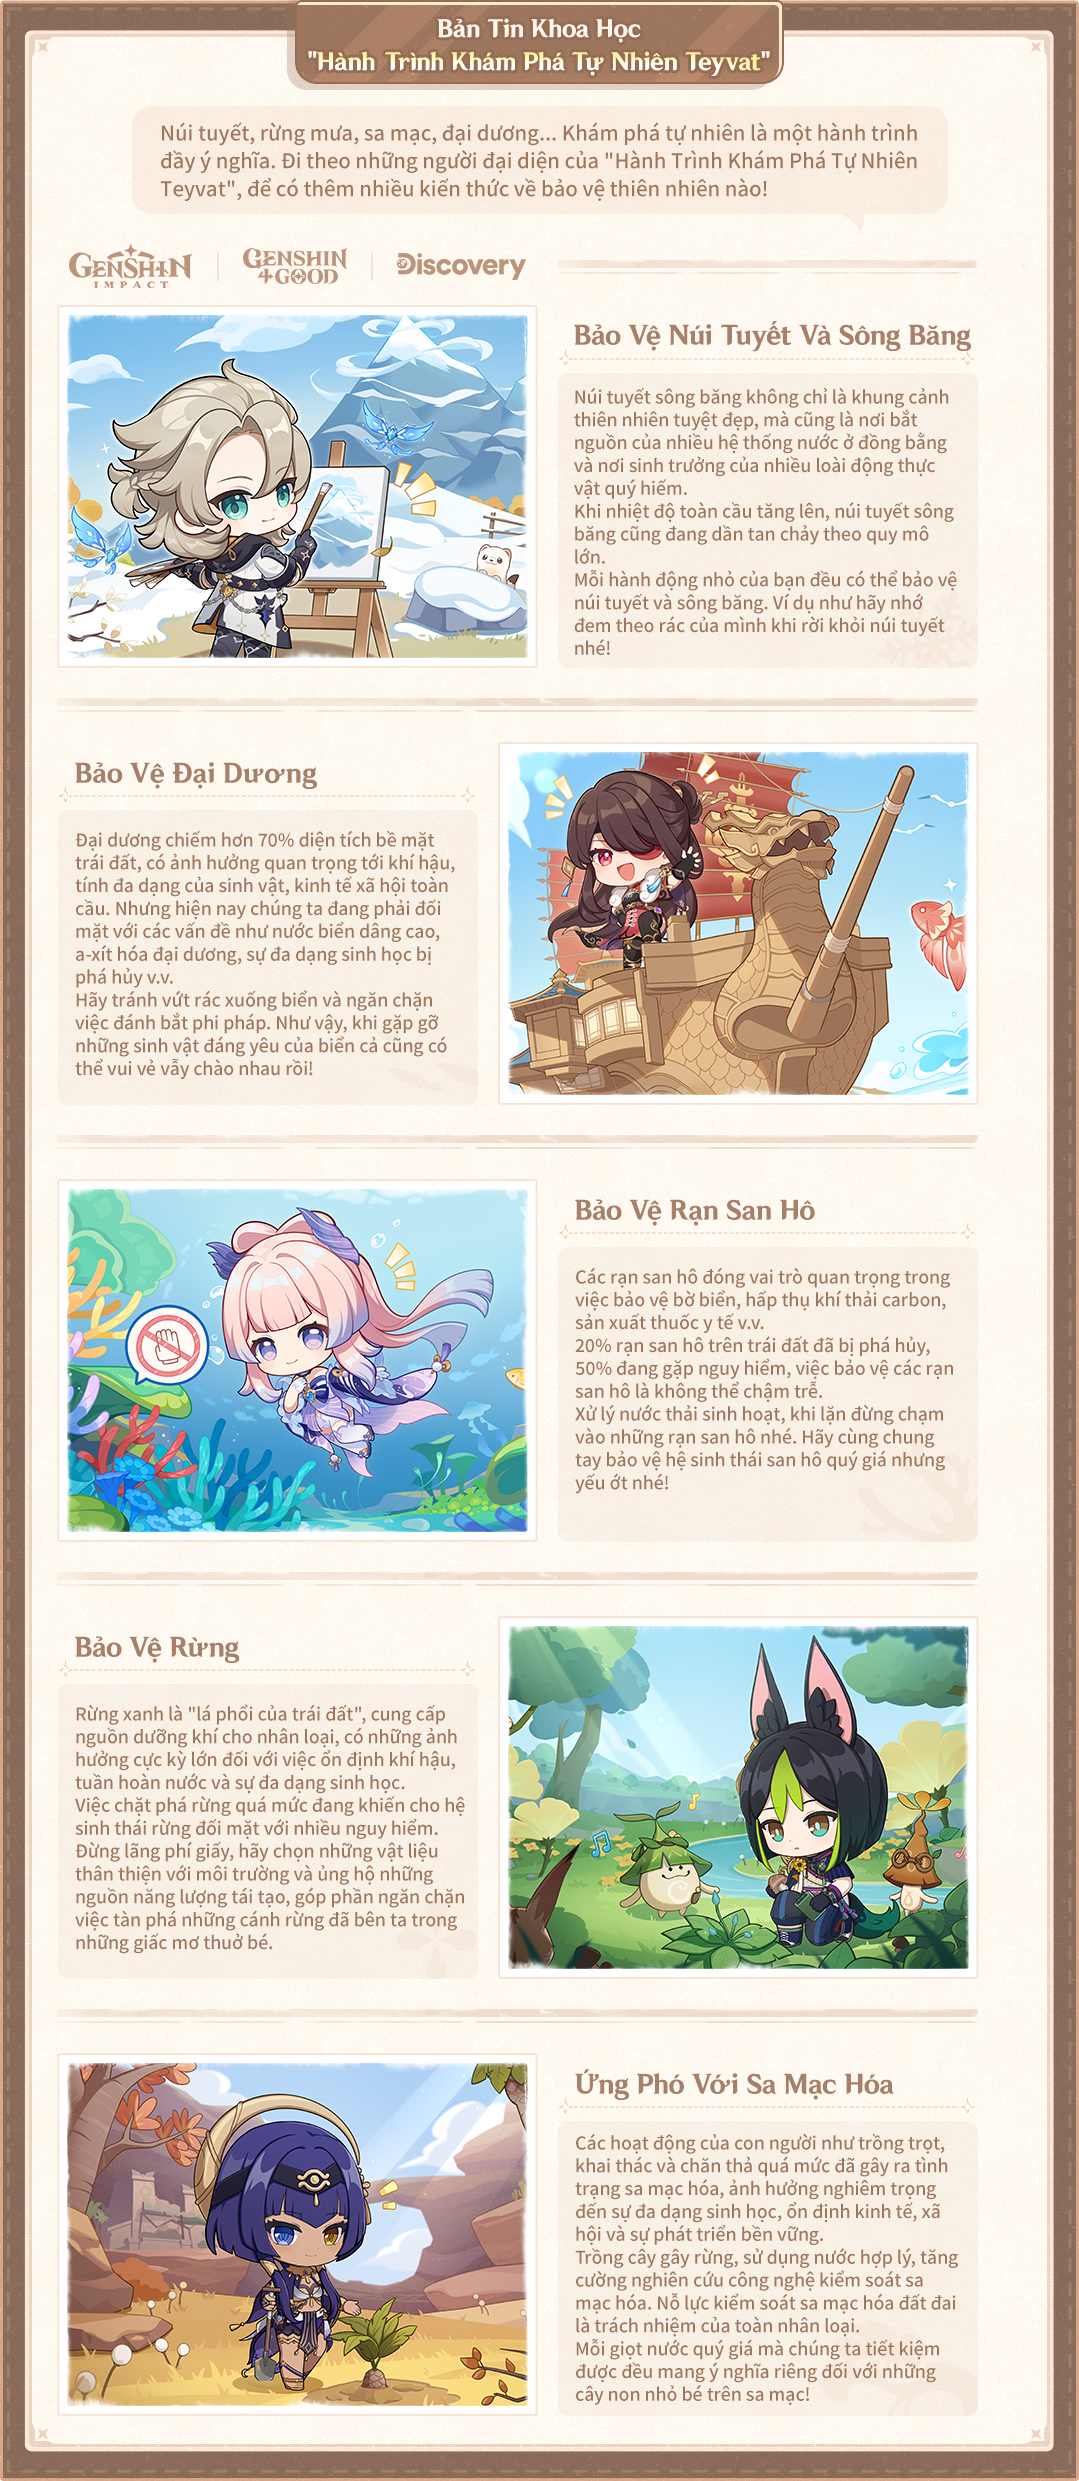 Bản Tin Khoa Học
"Hành Trình Khám Phá Tự Nhiên Teyvat"
Núi tuyết, rừng mưa, sa mạc, đại dương... Khám phá tự nhiên là một hành trình
đầy ý nghĩa. Đi theo những người đại diện của "Hành Trình Khám Phá Tự Nhiên
Teyvat", để có thêm nhiều kiến thức về bảo vệ thiên nhiên nào!
GENSHIN
IMPACT
GENSHIN
4GOOD
Discovery
Bảo Vệ Núi Tuyết Và Sông Băng
Núi tuyết sông băng không chỉ là khung cảnh
thiên nhiên tuyệt đẹp, mà cũng là nơi bắt
nguồn của nhiều hệ thống nước ở đồng bằng
và nơi sinh trưởng của nhiều loài động thực
vật quý hiếm.
Khi nhiệt độ toàn cầu tăng lên, núi tuyết sông
băng cũng đang dần tan chảy theo quy mô
lớn.
Mỗi hành động nhỏ của bạn đều có thể bảo vệ
núi tuyết và sông băng. Ví dụ như hãy nhớ
đem theo rác của mình khi rời khỏi núi tuyết
nhé!
Bảo Vệ Đại Dương
Đại dương chiếm hơn 70% diện tích bề mặt
trái đất, có ảnh hưởng quan trọng tới khí hậu,
tính đa dạng của sinh vật, kinh tế xã hội toàn
cầu. Nhưng hiện nay chúng ta đang phải đối
mặt với các vấn đề như nước biển dâng cao,
a-xít hóa đại dương, sự đa dạng sinh học bị
phá hủy v.v.
Hãy tránh vứt rác xuống biển và ngăn chặn
việc đánh bắt phi pháp. Như vậy, khi gặp gỡ
những sinh vật đáng yêu của biển cả cũng có
thể vui vẻ vẫy chào nhau rồi!
Bảo Vệ Rạn San Hô
Các rạn san hô đóng vai trò quan trọng trong
việc bảo vệ bờ biển, hấp thụ khí thải carbon,
sản xuất thuốc y tế v.v.
20% rạn san hô trên trái đất đã bị phá hủy,
50% đang gặp nguy hiểm, việc bảo vệ các rạn
san hô là không thể chậm trễ.
Xử lý nước thải sinh hoạt, khi lặn đừng chạm
vào những rạn san hô nhé. Hãy cùng chung
tay bảo vệ hệ sinh thái san hô quý giá nhưng
yếu ớt nhé!
Bảo Vệ Rừng
Rừng xanh là "lá phổi của trái đất", cung cấp
nguồn dưỡng khí cho nhân loại, có những ảnh
hưởng cực kỳ lớn đối với việc ổn định khí hậu,
tuần hoàn nước và sự đa dạng sinh học.
Việc chặt phá rừng quá mức đang khiến cho hệ
sinh thái rừng đối mặt với nhiều nguy hiểm.
Đừng lãng phí giấy, hãy chọn những vật liệu
thân thiện với môi trường và ủng hộ những
nguồn năng lượng tái tạo, góp phần ngăn chặn
việc tàn phá những cánh rừng đã bên ta trong
những giấc mơ thuở bé.
Ứng Phó Với Sa Mạc Hóa
Các hoạt động của con người như trồng trọt,
khai thác và chăn thả quá mức đã gây ra tình
trạng sa mạc hóa, ảnh hưởng nghiêm trọng
đến sự đa dạng sinh học, ổn định kinh tế, xã
hội và sự phát triển bền vững.
Trồng cây gây rừng, sử dụng nước hợp lý, tăng
cường nghiên cứu công nghệ kiểm soát sa
mạc hóa. Nỗ lực kiểm soát sa mạc hóa đất đai
là trách nhiệm của toàn nhân loại.
Mỗi giọt nước quý giá mà chúng ta tiết kiệm
được đều mang ý nghĩa riêng đối với những
cây non nhỏ bé trên sa mạc!